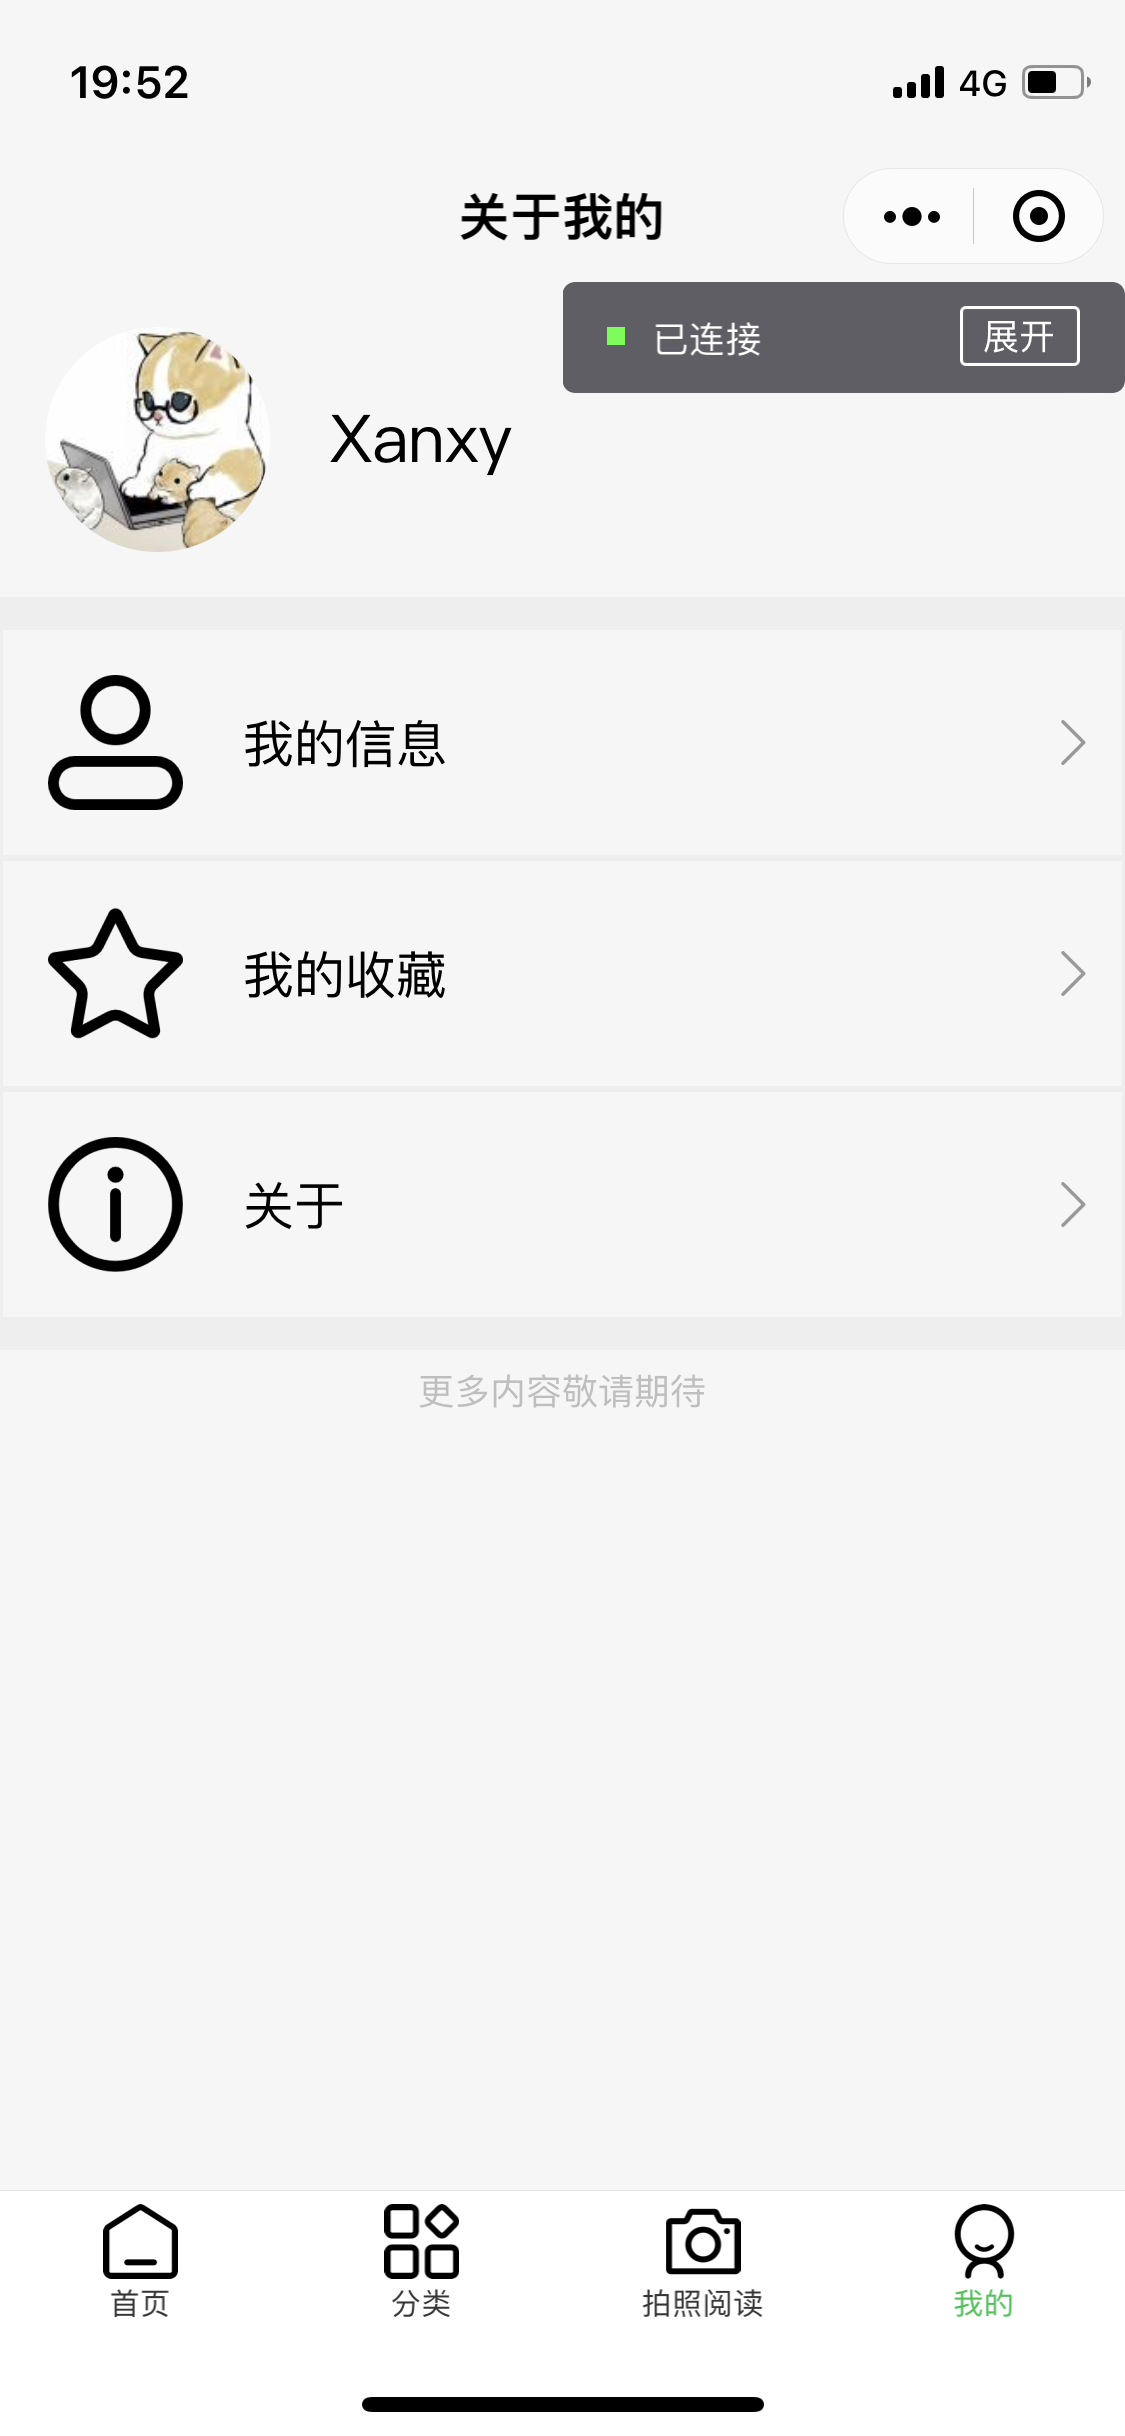 19:52
4G
关于我的
已连接
展开
Xanxy
我的信息
我的收藏
关于
更多内容敬请期待
首页
分类
拍照阅读
我的